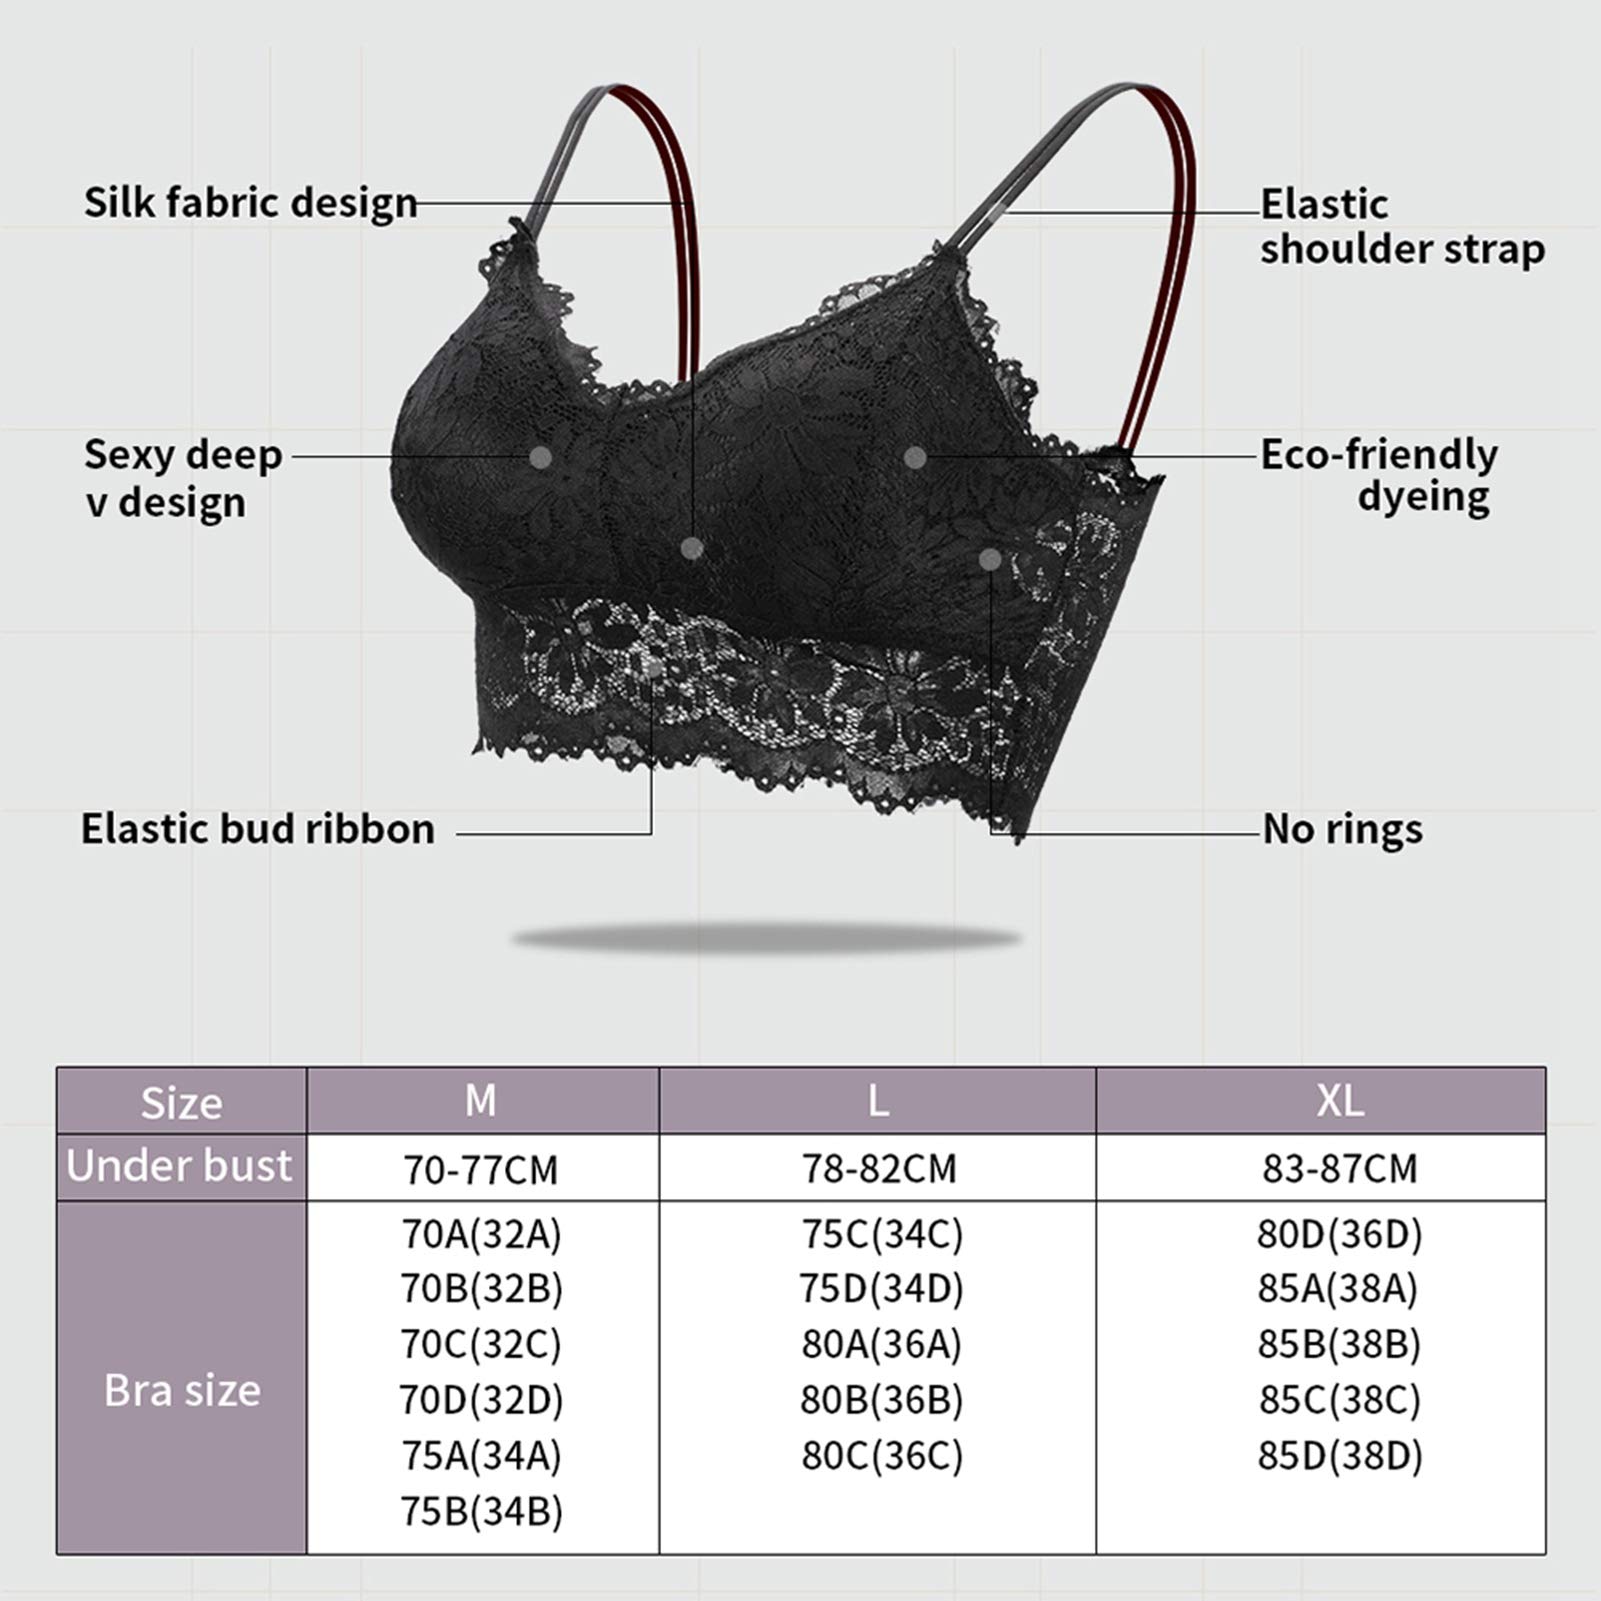 Silk fabric design
Elastic
shoulder strap
Sexy deep
v design
Eco-friendly
dyeing
Elastic bud ribbon
No rings
Size M L XL
Under bust 70-77CM 78-82CM 83-87CM
Bra size
70A(32A) 75C(34C) 80D(36D)
70B(32B) 75D(34D) 85A(38A)
70C(32C) 80A(36A) 85B(38B)
70D(32D) 80B(36B) 85C(38C)
75A(34A) 80C(36C) 85D(38D)
75B(34B)